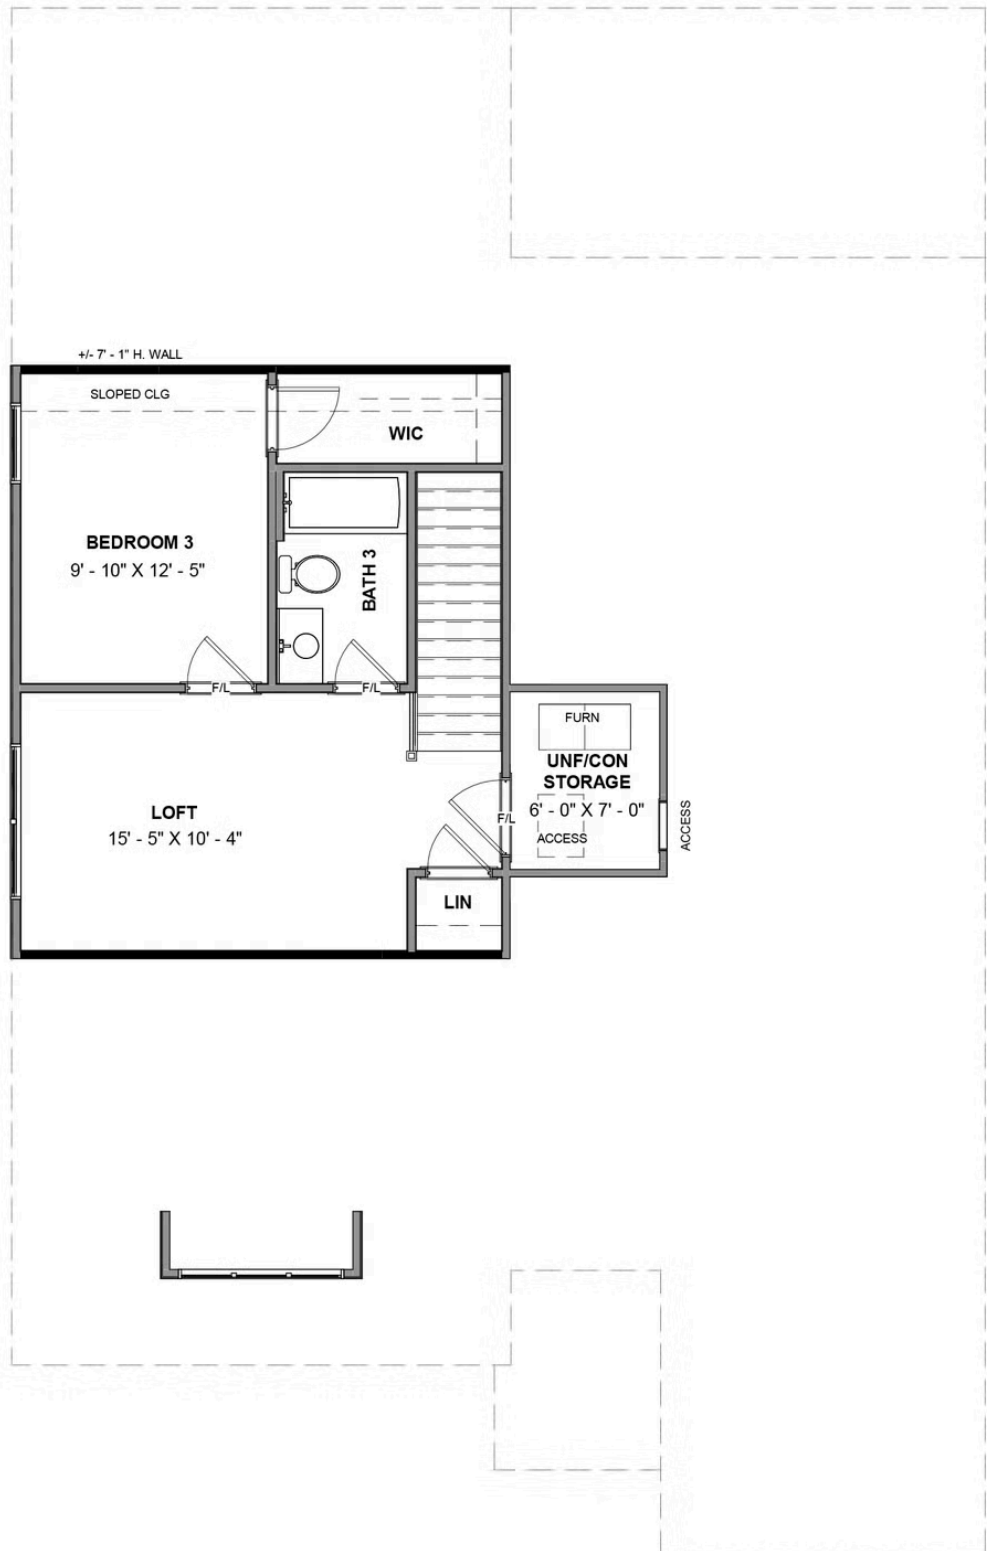 +/- 7' - 1" H. WALL
SLOPED CLG
WIC
BEDROOM 3
9' - 10" X 12' - 5"
BATH 3
F/L
F/L
FURN
UNF/CON
STORAGE
6' - 0" X 7' - 0"
ACCESS
ACCESS
F/L
LOFT
15' - 5" X 10' - 4"
LIN